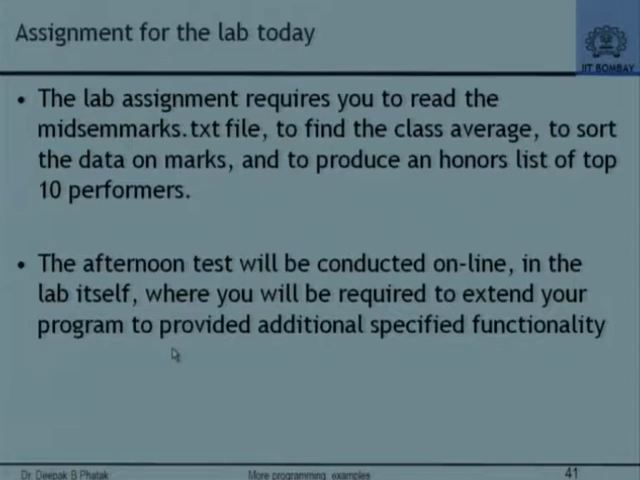 Assignment for the lab today
IIT BOMBAY
• The lab assignment requires you to read the
midsemmarks.txt file, to find the class average, to sort
the data on marks, and to produce an honors list of top
10 performers.
• The afternoon test will be conducted on-line, in the
lab itself, where you will be required to extend your
program to provided additional specified functionality
Dr. Deepak B Phatak
More programming examples
41